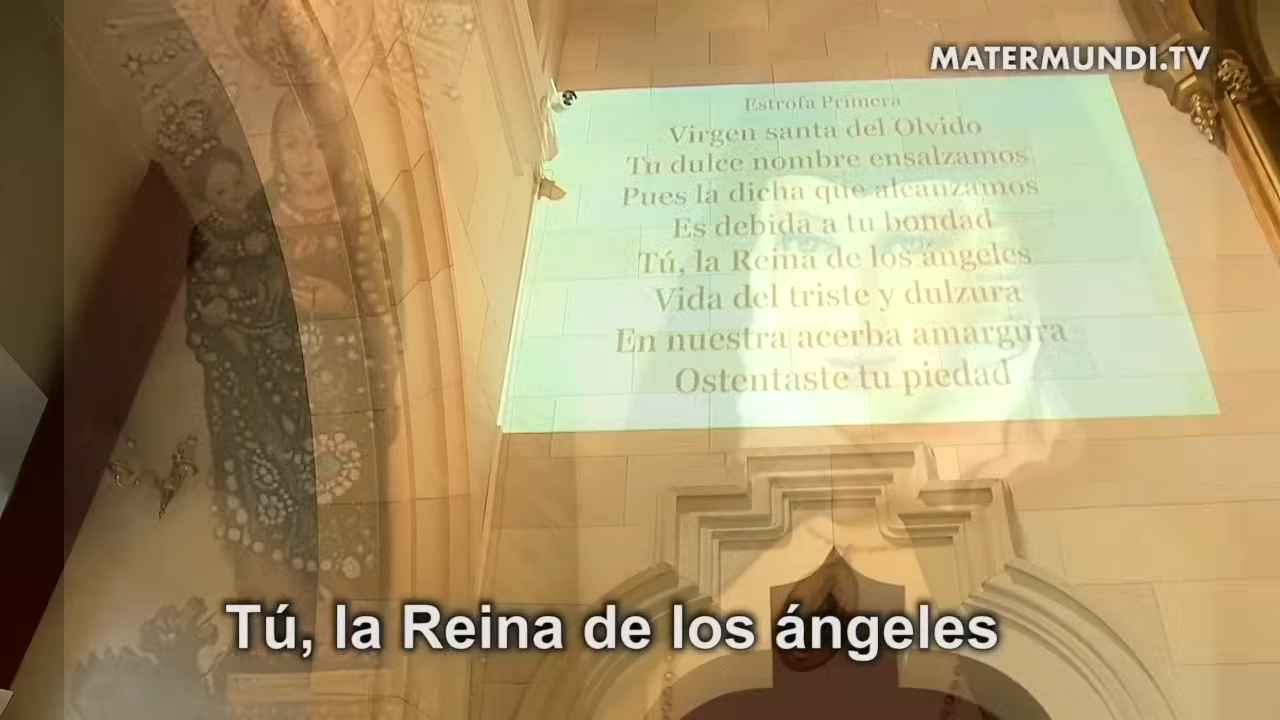 MATERMUNDI.TV
Estrofa Primera
Virgen santa del Olvido
Tu dulce nombre ensalzamos
Pues la dicha que alcanzamos
Es debida a tu bondad
Tú, la Reina de los ángeles
Vida del triste y dulzura
En nuestra acerba amargura
Ostentaste tu piedad
Tú, la Reina de los ángeles